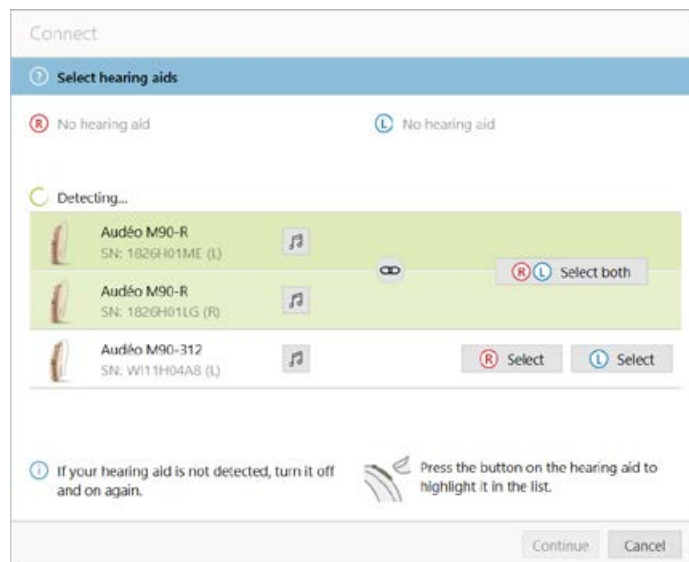 Connect
? Select hearing aids
R No hearing aid
L No hearing aid
Detecting...
Audéo M90-R
SN: 1826H01ME (L)
R L Select both
Audéo M90-R
SN: 1826H01LG (R)
Audéo M90-312
SN: WI11H04A8 (L)
R Select
L Select
i If your hearing aid is not detected, turn it off
and on again.
Press the button on the hearing aid to
highlight it in the list.
Continue
Cancel